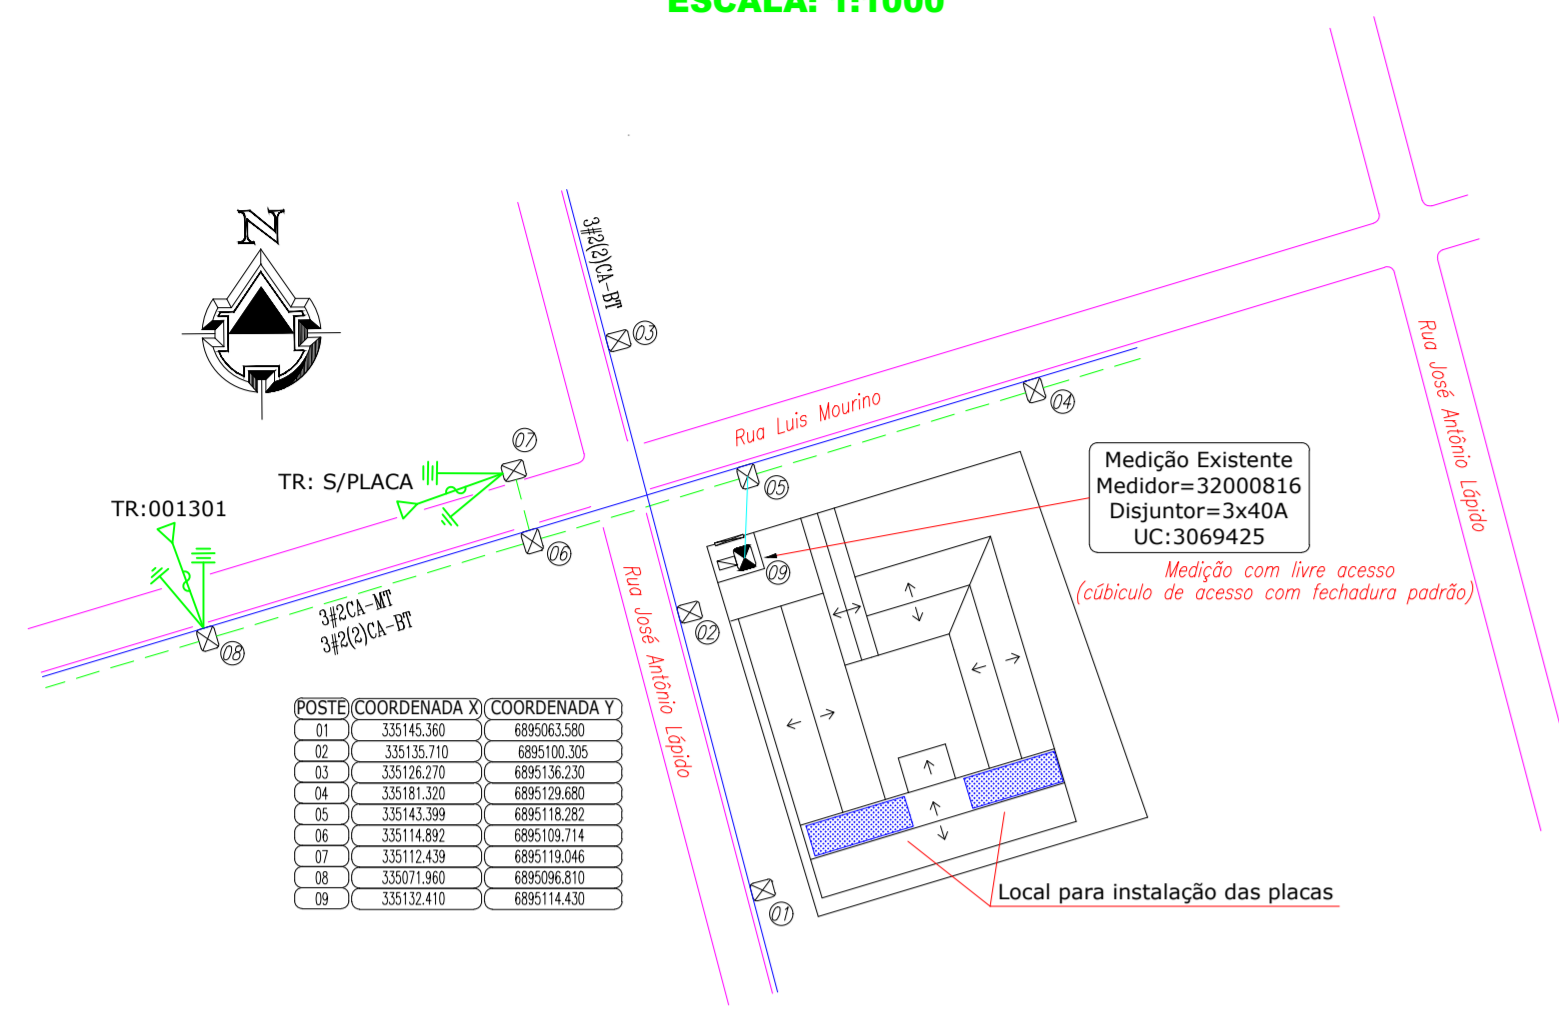 ESCALA: 1:1000
N
3#2(2)CA-BT
03
Rua Luis Mourino
04
Rua José Antônio Lápido
07
TR: S/PLACA
TR:001301
05
06
Medição Existente
Medidor=32000816
Disjuntor=3x40A
UC:3069425
Medição com livre acesso
(cúbiculo de acesso com fechadura padrão)
09
3#2CA-MT
3#2(2)CA-BT
08
02
Rua José Antônio Lápido
POSTE COORDENADA X COORDENADA Y
01 335145.360 6895063.580
02 335135.710 6895100.305
03 335126.270 6895136.230
04 335181.320 6895129.680
05 335143.399 6895118.282
06 335114.892 6895109.714
07 335112.439 6895119.046
08 335071.960 6895096.810
09 335132.410 6895114.430
01
Local para instalação das placas